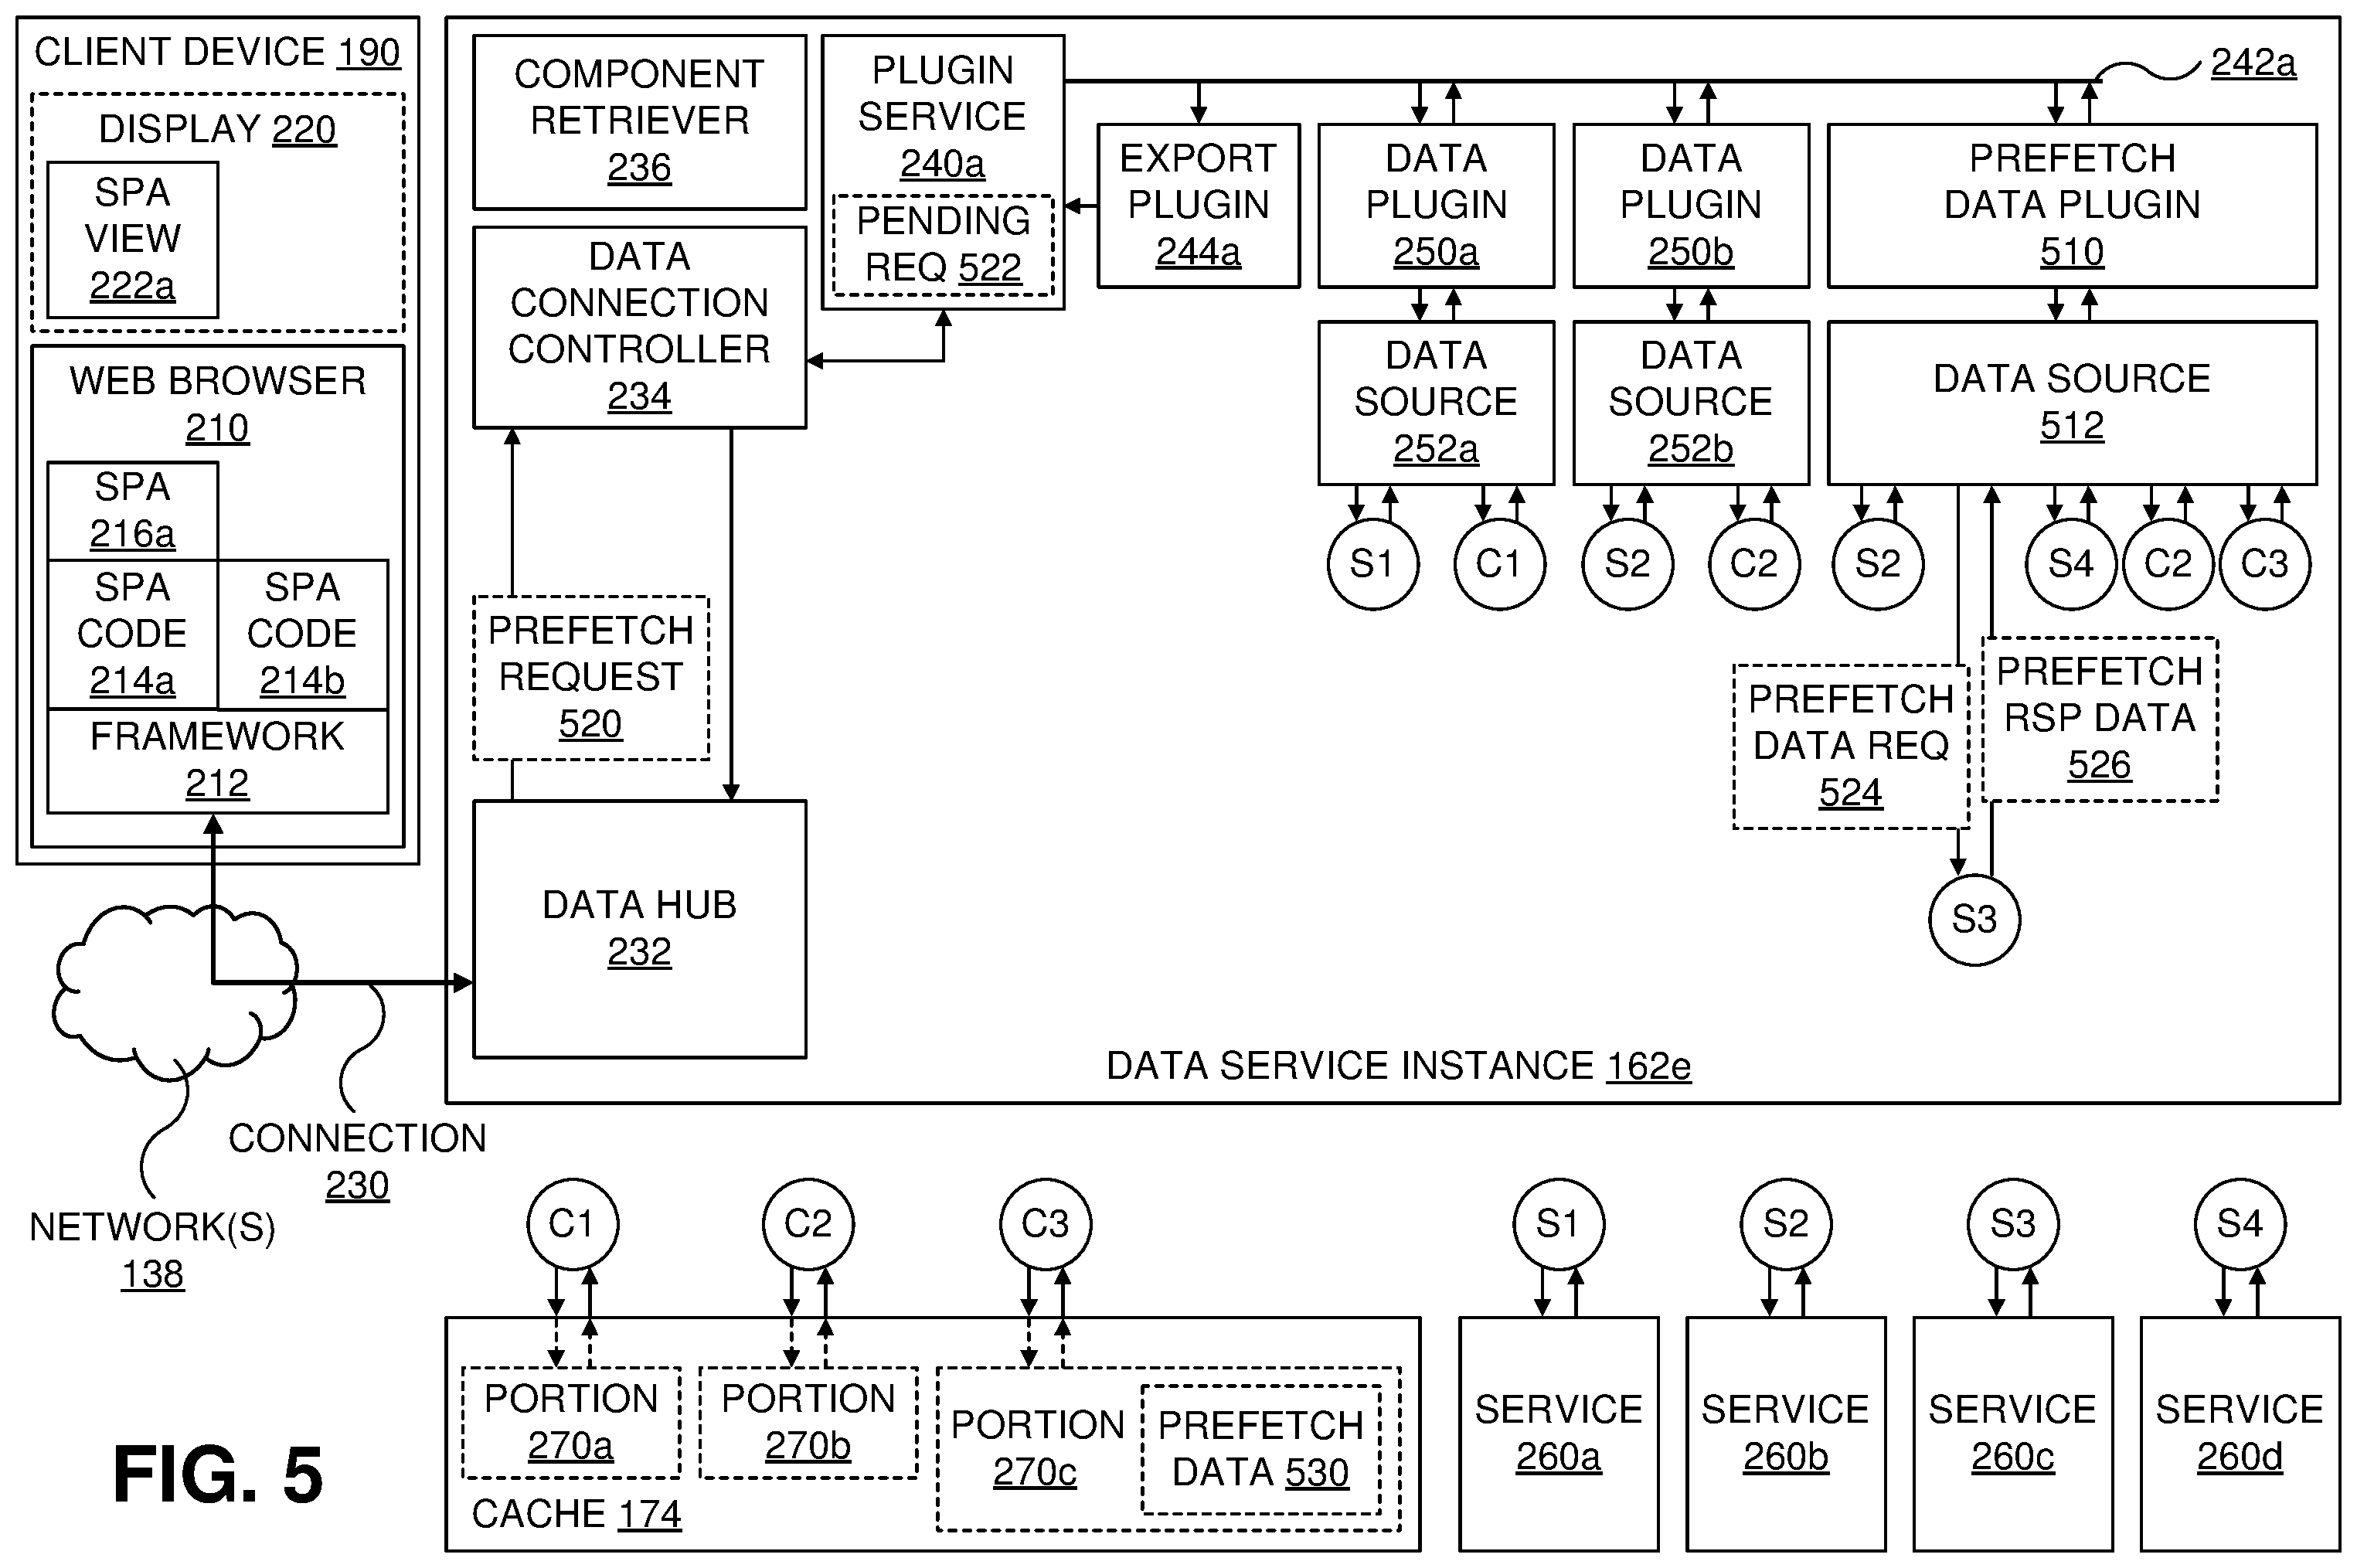 CLIENT DEVICE 190
DISPLAY 220
SPA
VIEW
222a
WEB BROWSER
210
SPA
216a
SPA
CODE
214a
SPA
CODE
214b
FRAMEWORK
212
COMPONENT
RETRIEVER
236
DATA
CONNECTION
CONTROLLER
234
PLUGIN
SERVICE
240a
PENDING
REQ 522
242a
EXPORT
PLUGIN
244a
DATA
PLUGIN
250a
DATA
PLUGIN
250b
PREFETCH
DATA PLUGIN
510
DATA
SOURCE
252a
DATA
SOURCE
252b
DATA SOURCE
512
S1
C1
S2
C2
S2
S4
C2
C3
PREFETCH
REQUEST
520
PREFETCH
DATA REQ
524
PREFETCH
RSP DATA
526
S3
DATA HUB
232
DATA SERVICE INSTANCE 162e
CONNECTION
230
NETWORK(S)
138
C1
C2
C3
S1
S2
S3
S4
PORTION
270a
PORTION
270b
PORTION
270c
PREFETCH
DATA 530
CACHE 174
SERVICE
260a
SERVICE
260b
SERVICE
260c
SERVICE
260d
FIG. 5